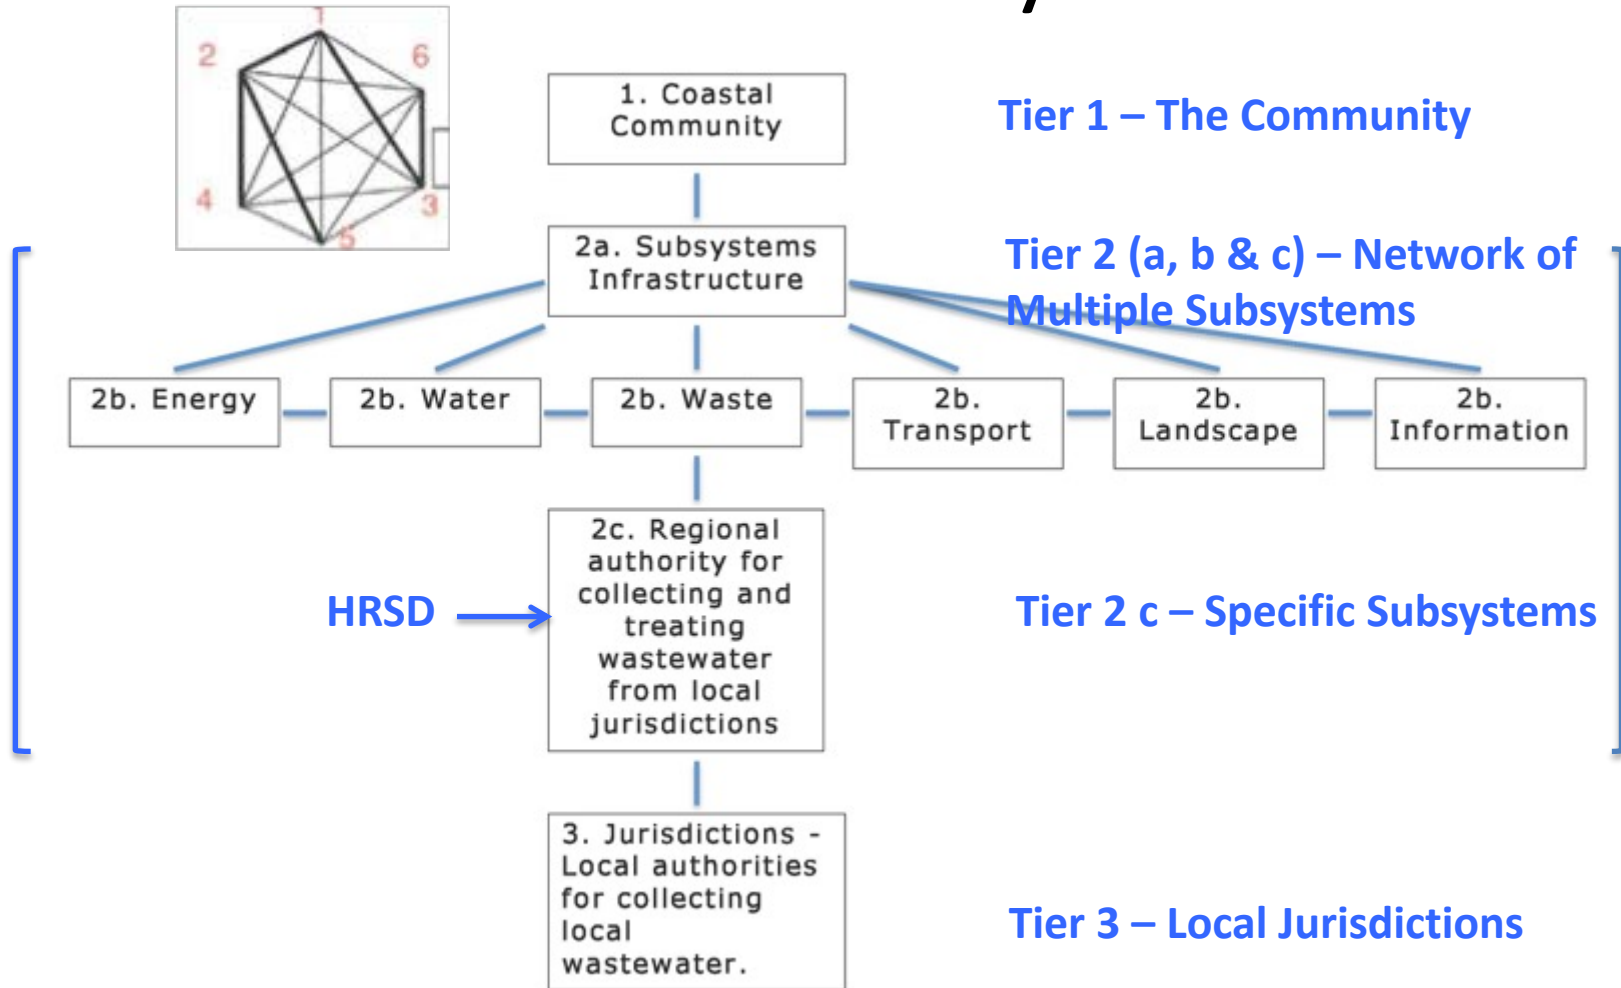 1
2
6
4
3
5
1. Coastal
Community
Tier 1 – The Community
2a. Subsystems
Infrastructure
Tier 2 (a, b & c) – Network of
Multiple Subsystems
2b. Energy
2b. Water
2b. Waste
2b.
Transport
2b.
Landscape
2b.
Information
2c. Regional
authority for
collecting and
treating
wastewater
from local
jurisdictions
HRSD
Tier 2 c – Specific Subsystems
3. Jurisdictions -
Local authorities
for collecting
local
wastewater.
Tier 3 – Local Jurisdictions